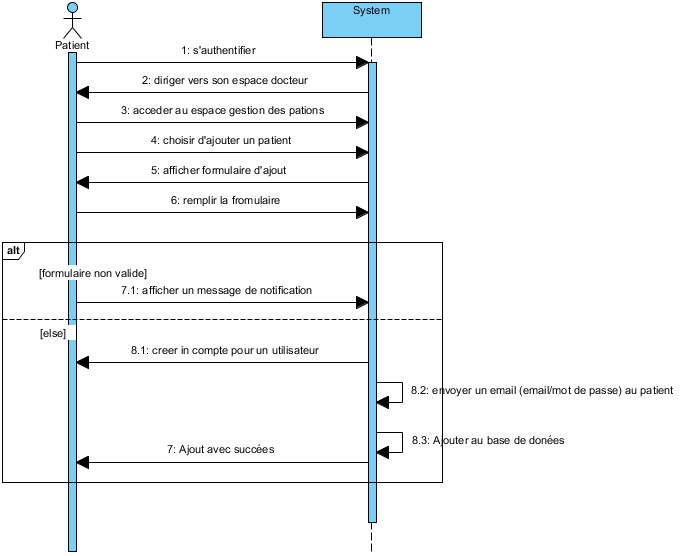 System
Patient
1: s'authentifier
2: diriger vers son espace docteur
3: acceder au espace gestion des pations
4: choisir d'ajouter un patient
5: afficher formulaire d'ajout
6: remplir la fromulaire
alt
[formulaire non valide]
7.1: afficher un message de notification
[else]
8.1: creer in compte pour un utilisateur
8.2: envoyer un email (email/mot de passe) au patient
8.3: Ajouter au base de donées
7: Ajout avec succées